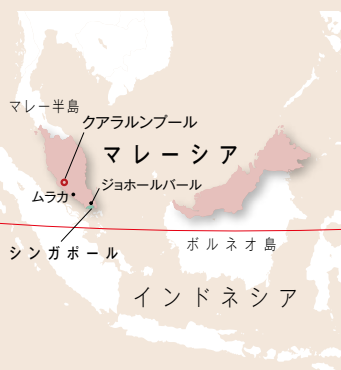 マレー半島
クアラルンプール
マレーシア
ジョホールバール
ムラカ
シンガポール
ボルネオ島
インドネシア